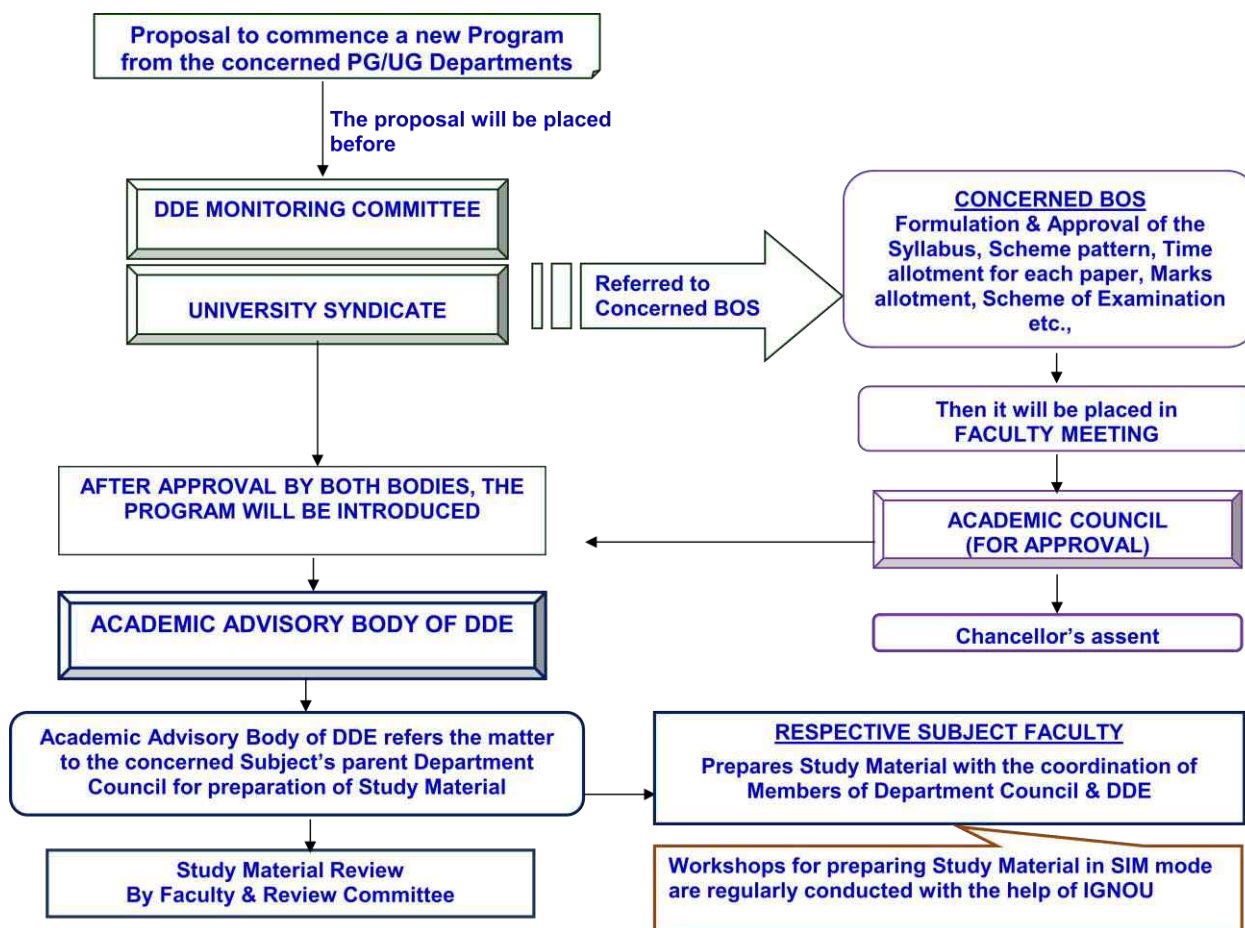 Proposal to commence a new Program
from the concerned PG/UG Departments
The proposal will be placed
before
DDE MONITORING COMMITTEE
UNIVERSITY SYNDICATE
Referred to
Concerned BOS
CONCERNED BOS
Formulation & Approval of the
Syllabus, Scheme pattern, Time
allotment for each paper, Marks
allotment, Scheme of Examination
etc.,
Then it will be placed in
FACULTY MEETING
ACADEMIC COUNCIL
(FOR APPROVAL)
Chancellor's assent
AFTER APPROVAL BY BOTH BODIES, THE
PROGRAM WILL BE INTRODUCED
ACADEMIC ADVISORY BODY OF DDE
Academic Advisory Body of DDE refers the matter
to the concerned Subject's parent Department
Council for preparation of Study Material
RESPECTIVE SUBJECT FACULTY
Prepares Study Material with the coordination of
Members of Department Council & DDE
Study Material Review
By Faculty & Review Committee
Workshops for preparing Study Material in SIM mode
are regularly conducted with the help of IGNOU